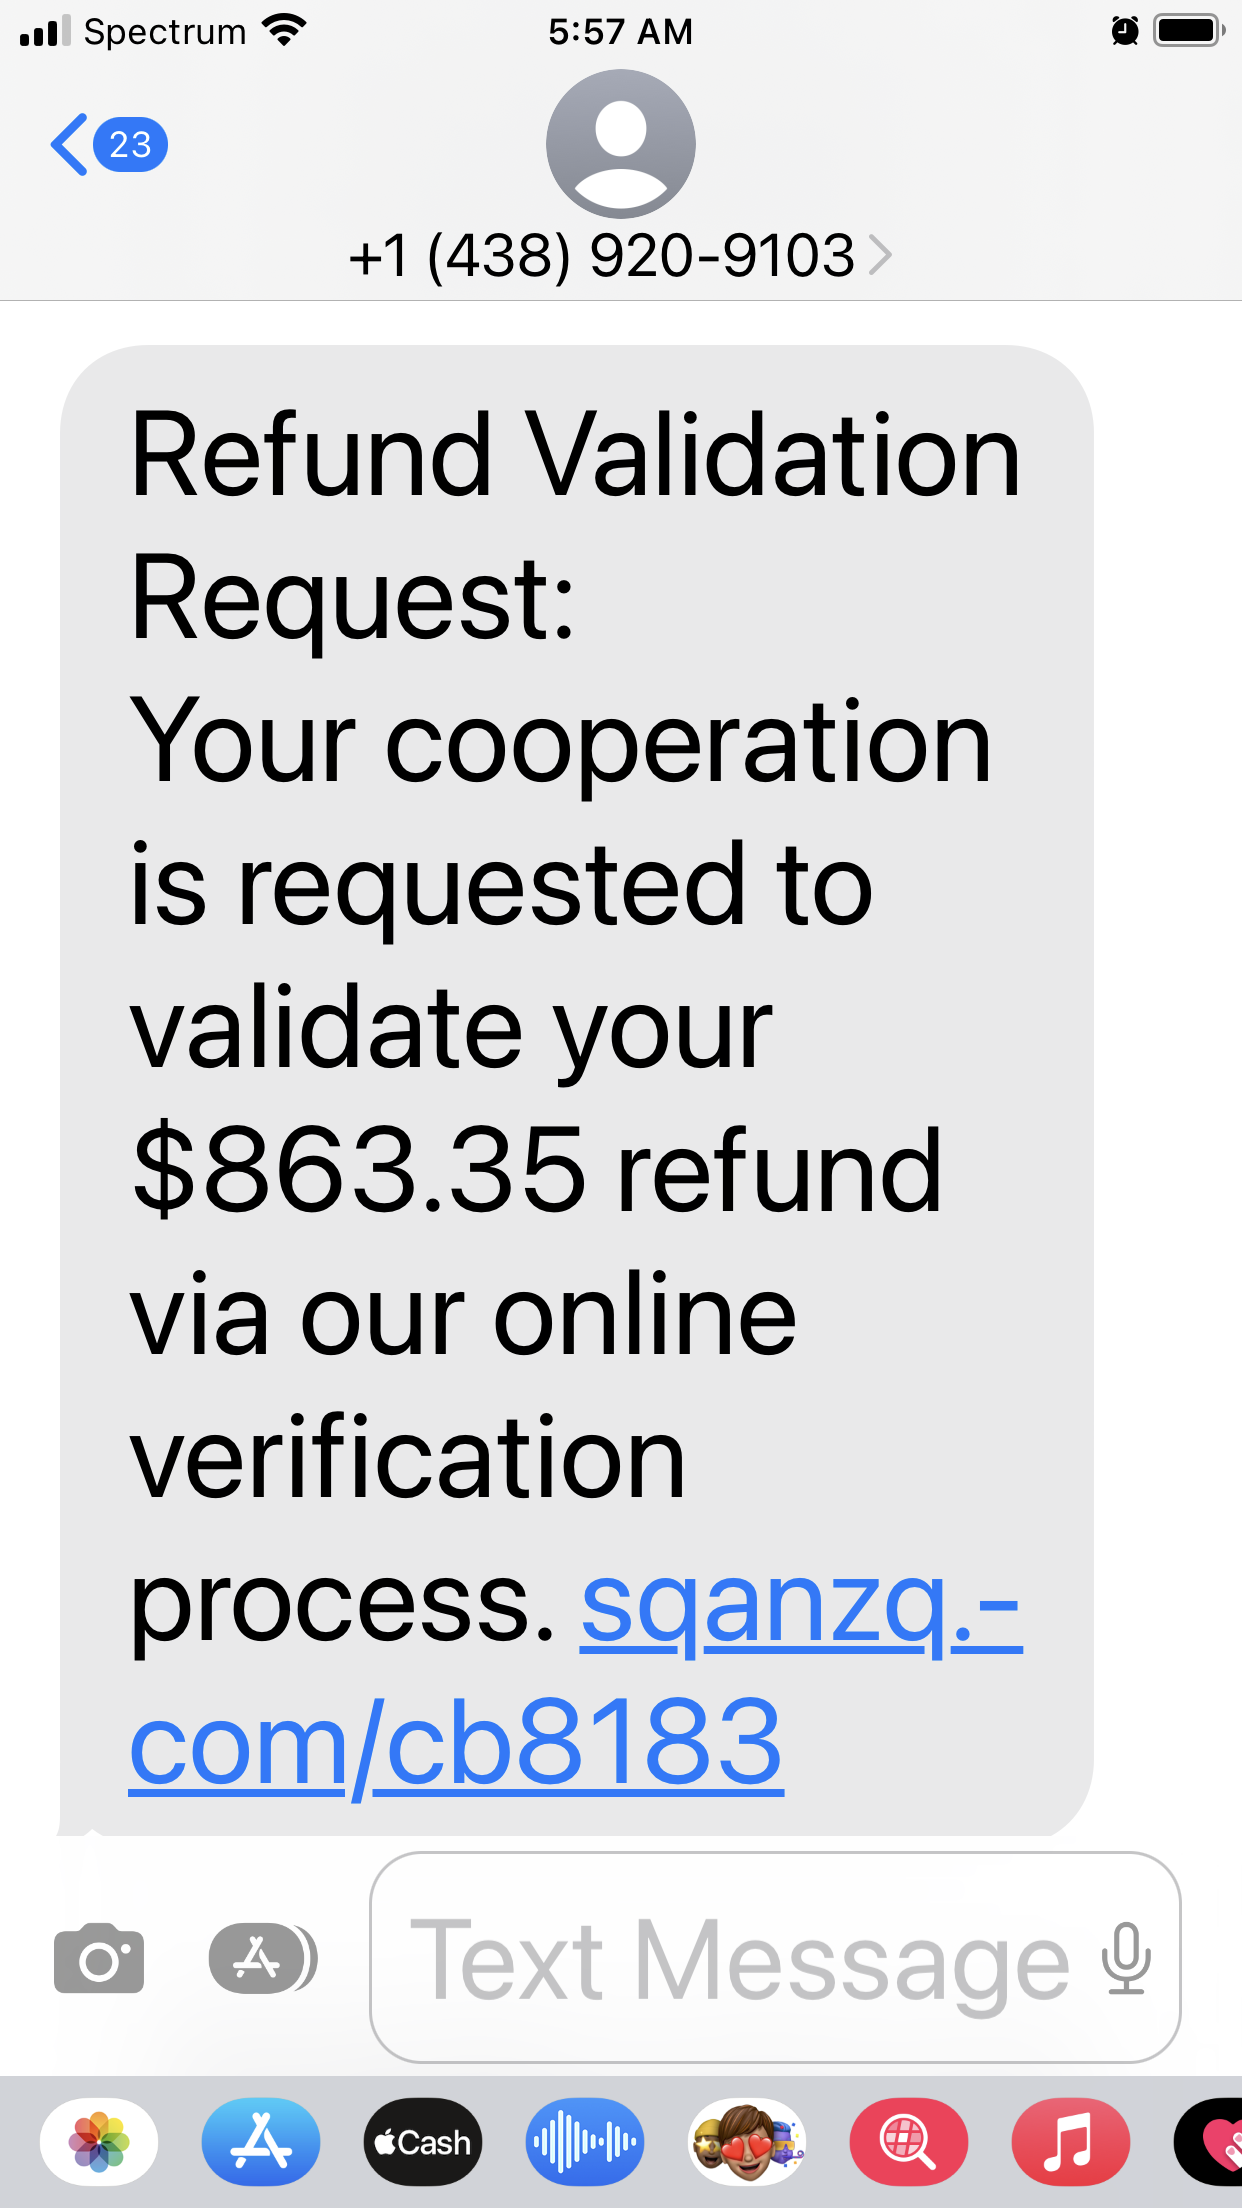 Spectrum 5:57 AM
23
+1 (438) 920-9103
Refund Validation
Request:
Your cooperation
is requested to
validate your
$863.35 refund
via our online
verification
process. sqanzq.-
com/cb8183
Text Message
Cash